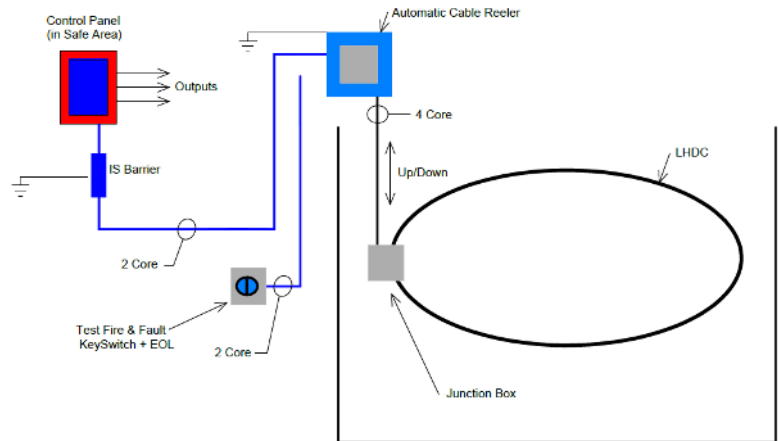 Control Panel
(in Safe Area)
Automatic Cable Reeler
Outputs
4 Core
IS Barrier
LHDC
Up/Down
2 Core
Test Fire & Fault
KeySwitch + EOL
2 Core
Junction Box